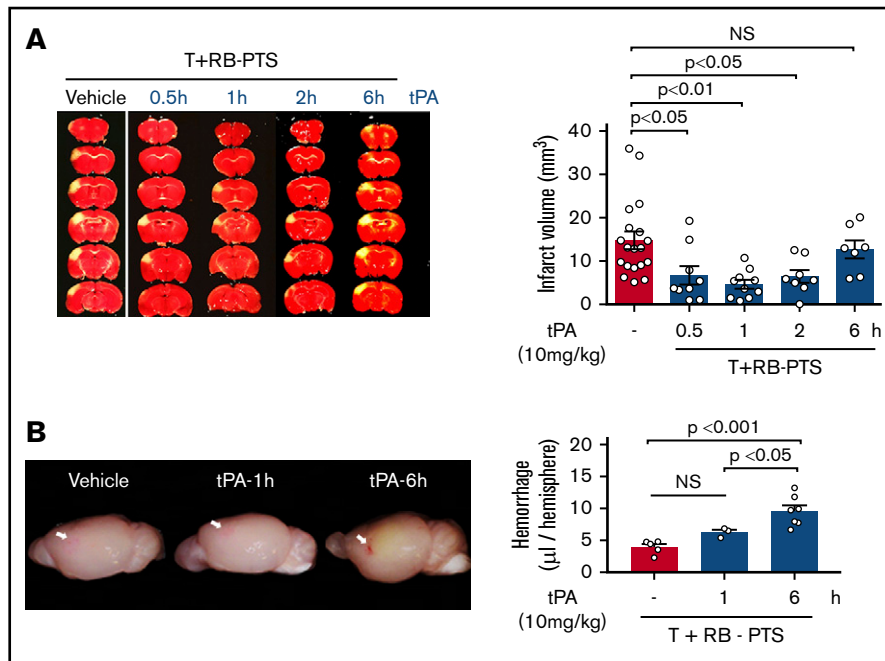 A
T+RB-PTS
Vehicle 0.5h 1h 2h 6h tPA
NS
p<0.05
p<0.01
p<0.05
Infarct volume (mm³)
40
30
20
10
0
tPA - 0.5 1 2 6 h
(10mg/kg)
T+RB-PTS
B
Vehicle tPA-1h tPA-6h
p <0.001
p <0.05
NS
Hemorrhage
(µl / hemisphere)
20
15
10
5
0
tPA - 1 6 h
(10mg/kg)
T + RB - PTS